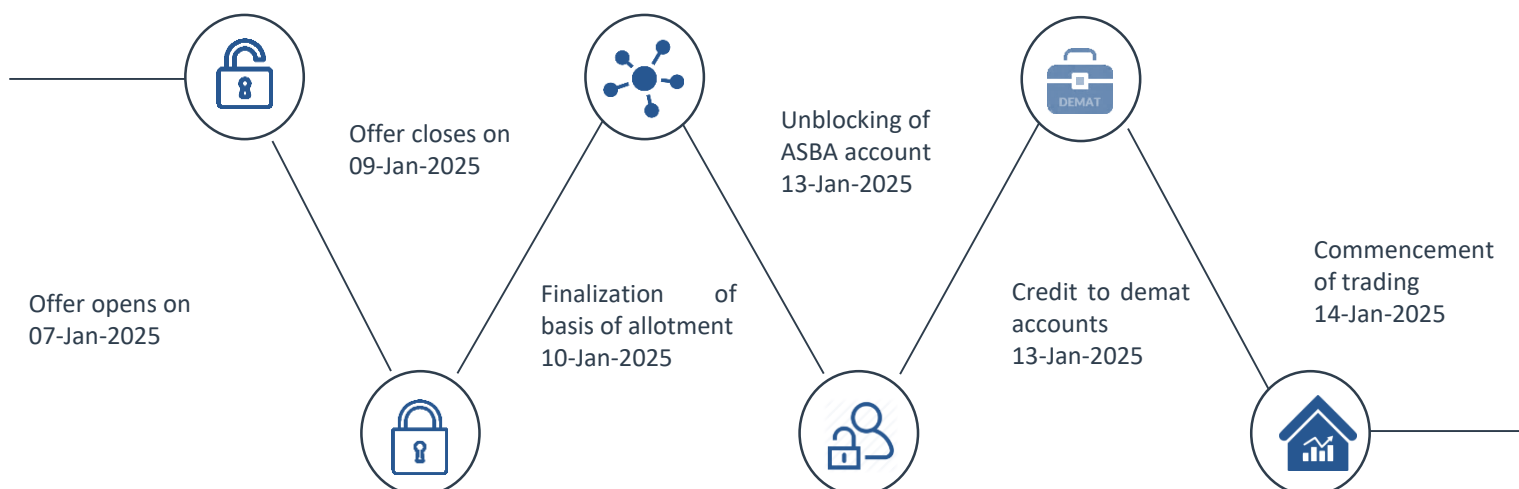 Offer opens on
07-Jan-2025
Offer closes on
09-Jan-2025
Finalization of
basis of allotment
10-Jan-2025
Unblocking of
ASBA account
13-Jan-2025
DEMAT
Credit to demat
accounts
13-Jan-2025
Commencement
of trading
14-Jan-2025